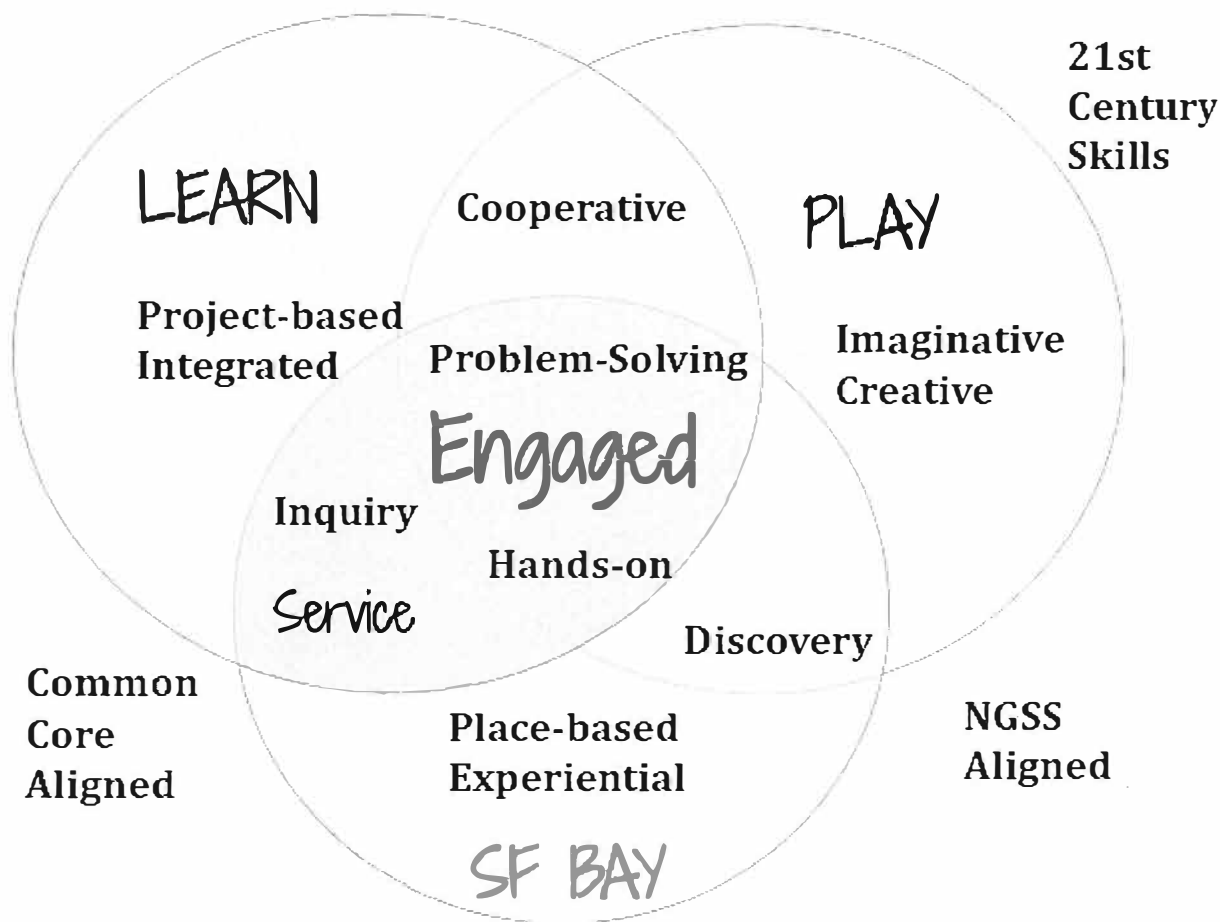 21st
Century
Skills
LEARN
Cooperative
PLAY
Project-based
Integrated
Problem-Solving
Imaginative
Creative
Engaged
Inquiry
Hands-on
Service
Discovery
Common
Core
Aligned
Place-based
Experiential
NGSS
Aligned
SF BAY